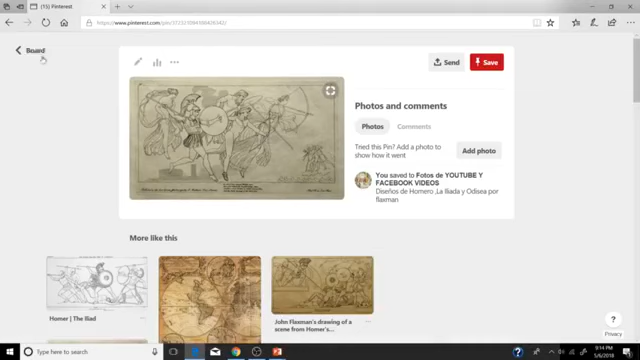 (15) Pinterest
https://www.pinterest.com/pin/
Board
Send
Save
Photos and comments
Photos
Comments
Tried this Pin? Add a photo to
show how it went
Add photo
You saved to Fotos de YOUTUBE Y
FACEBOOK VIDEOS
Diseños de Homero ,La Iliada y Odisea por
flaxman
More like this
Homer | The Iliad
John Flaxman's drawing of a
scene from Homer's...
?
Privacy
Type here to search
9:14 PM
5/6/2018